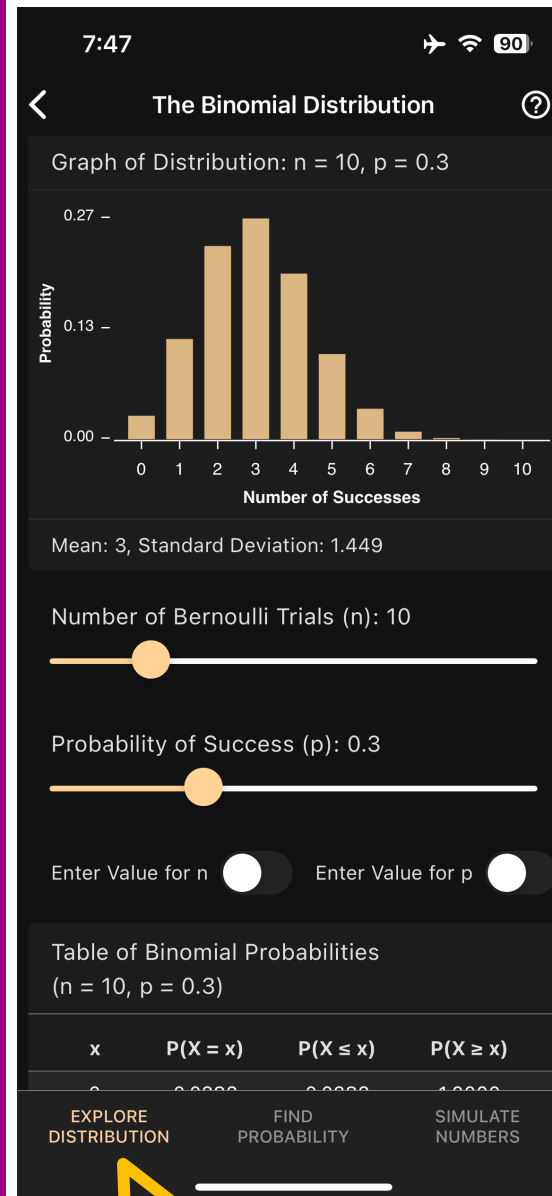 7:47
90
The Binomial Distribution
?
Graph of Distribution: n = 10, p = 0.3
0.27
0.13
0.00
Probability
0 1 2 3 4 5 6 7 8 9 10
Number of Successes
Mean: 3, Standard Deviation: 1.449
Number of Bernoulli Trials (n): 10
Probability of Success (p): 0.3
Enter Value for n Enter Value for p
Table of Binomial Probabilities
(n = 10, p = 0.3)
x P(X = x) P(X ≤ x) P(X ≥ x)
EXPLORE DISTRIBUTION
FIND PROBABILITY
SIMULATE NUMBERS